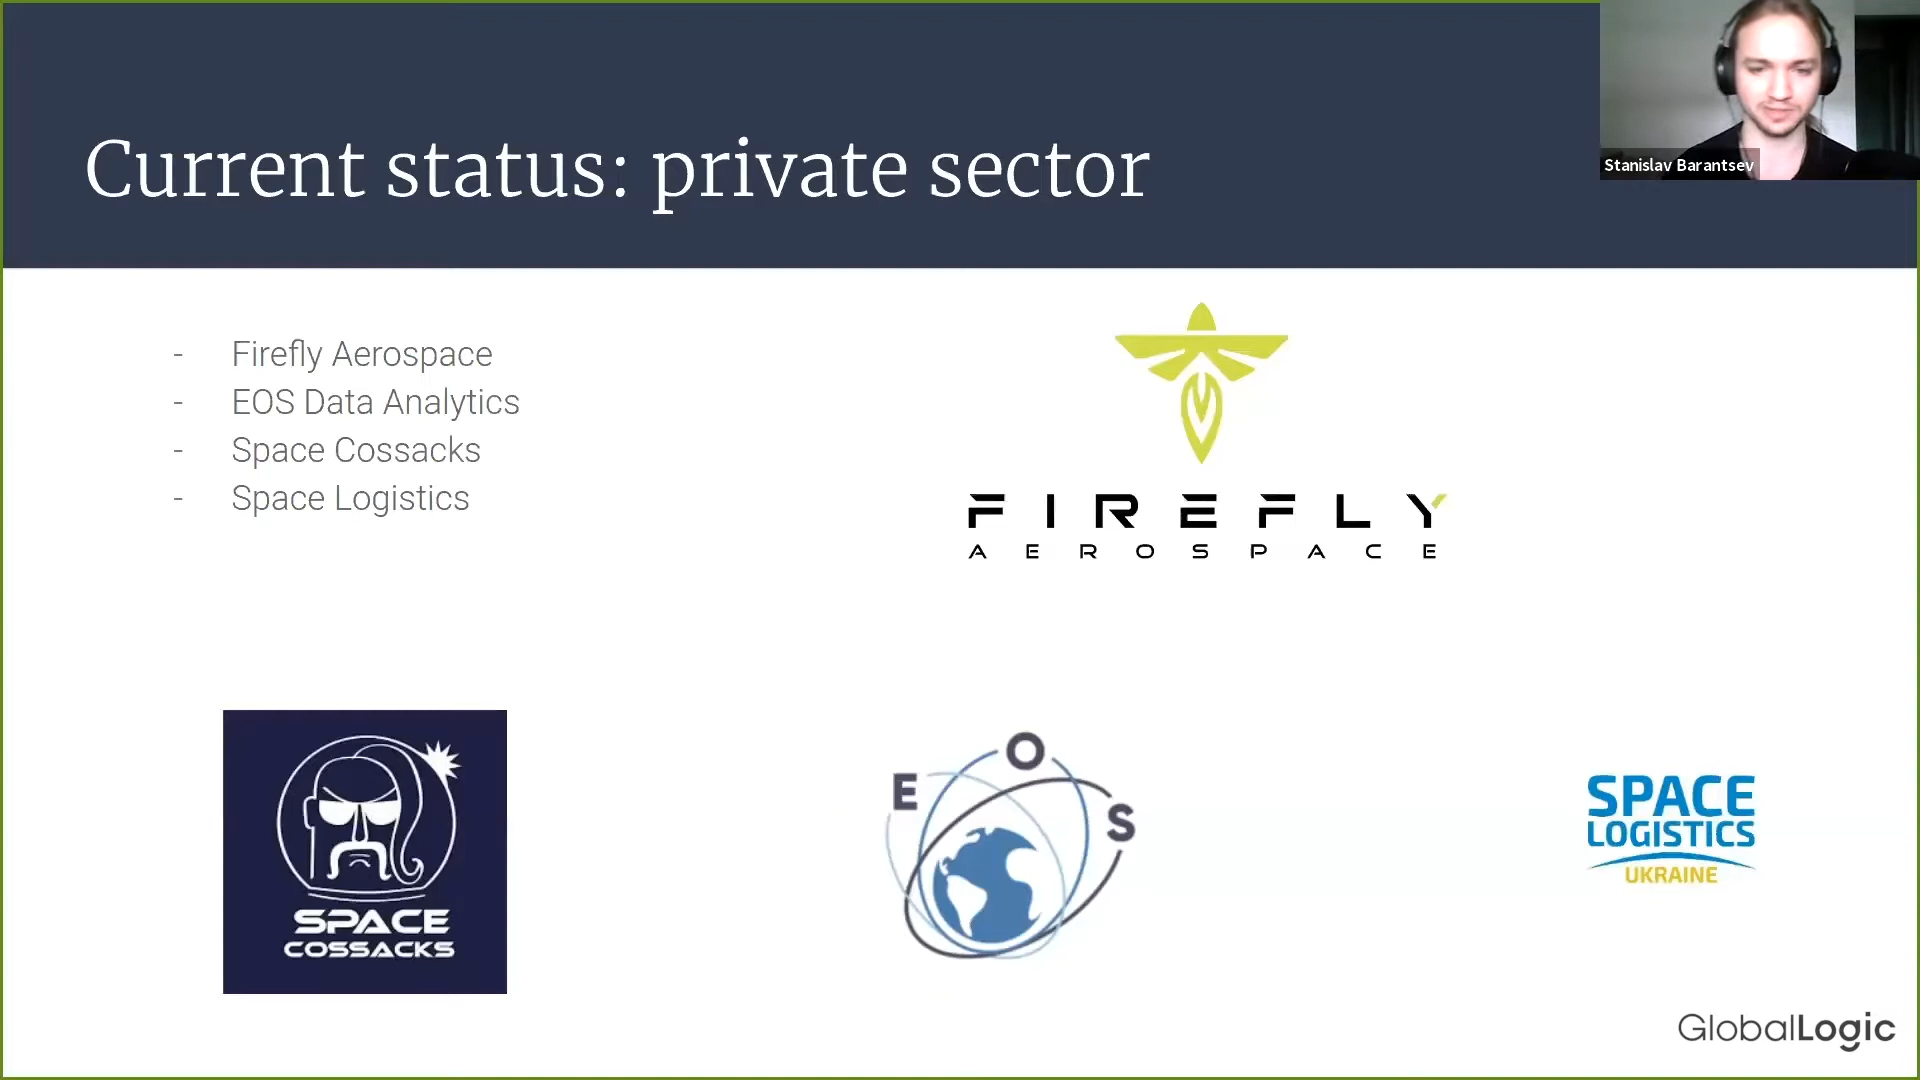 Current status: private sector
Stanislav Barantsev
- Firefly Aerospace
- EOS Data Analytics
- Space Cossacks
- Space Logistics
FIREFLY
AEROSPACE
SPACE
COSSACKS
E O S
SPACE
LOGISTICS
UKRAINE
GlobalLogic